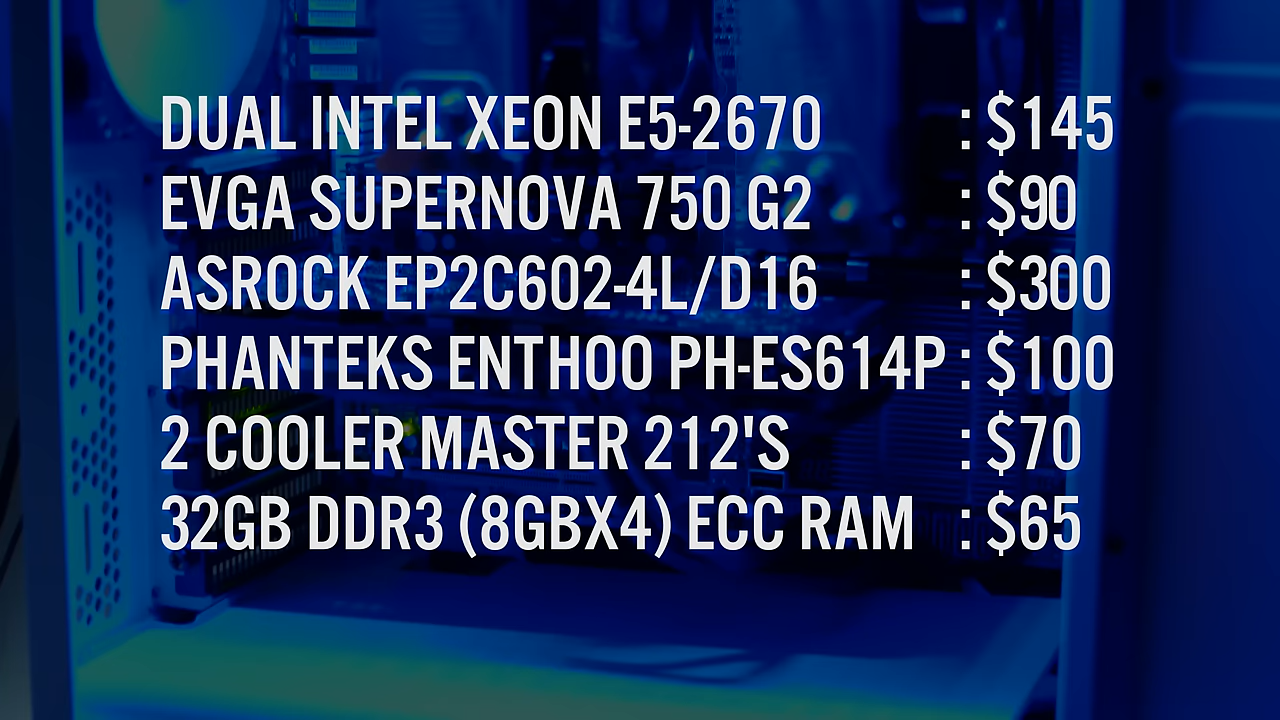 DUAL INTEL XEON E5-2670 : $145
EVGA SUPERNOVA 750 G2 : $90
ASROCK EP2C602-4L/D16 : $300
PHANTEKS ENTHOO PH-ES614P : $100
2 COOLER MASTER 212'S : $70
32GB DDR3 (8GBX4) ECC RAM : $65